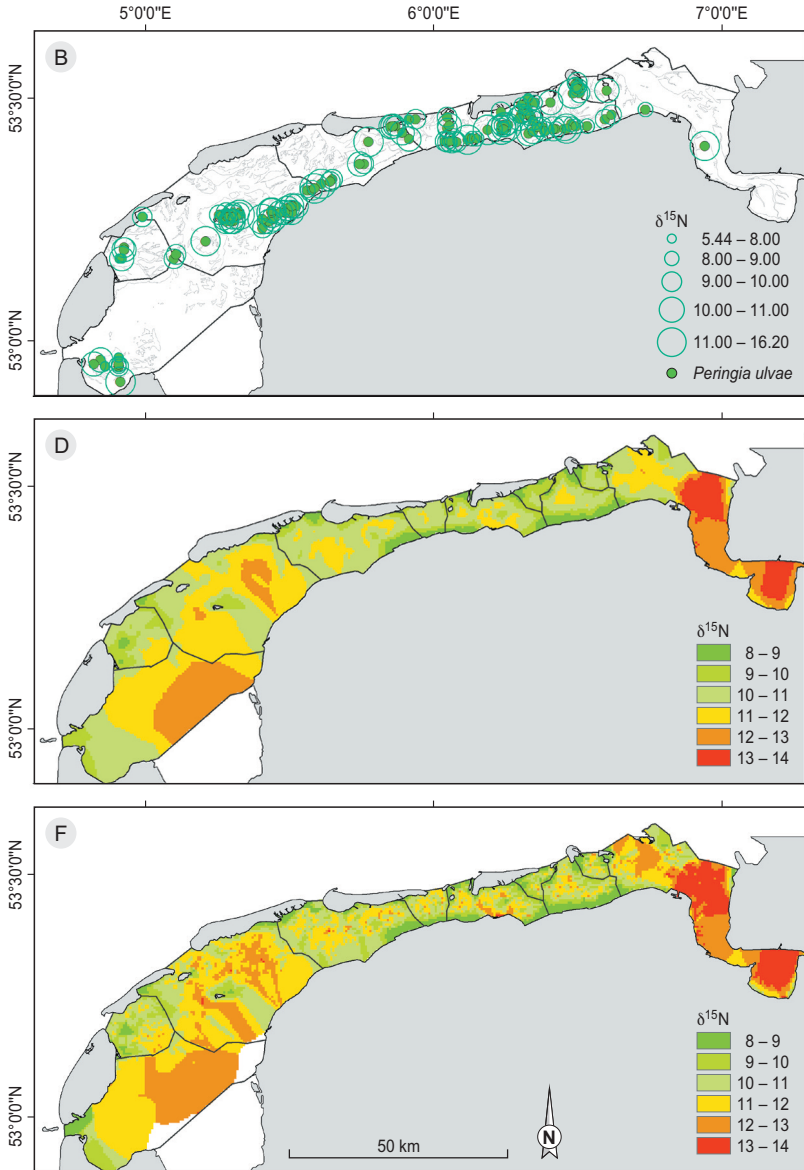 5°0'0"E 6°0'0"E 7°0'0"E
B
53°30'N
53°0'0"N
δ15N
5.44 – 8.00
8.00 – 9.00
9.00 – 10.00
10.00 – 11.00
11.00 – 16.20
Peringia ulvae
D
53°30'N
53°0'0"N
δ15N
8 – 9
9 – 10
10 – 11
11 – 12
12 – 13
13 – 14
F
53°30'N
53°0'0"N
δ15N
8 – 9
9 – 10
10 – 11
11 – 12
12 – 13
13 – 14
50 km
N